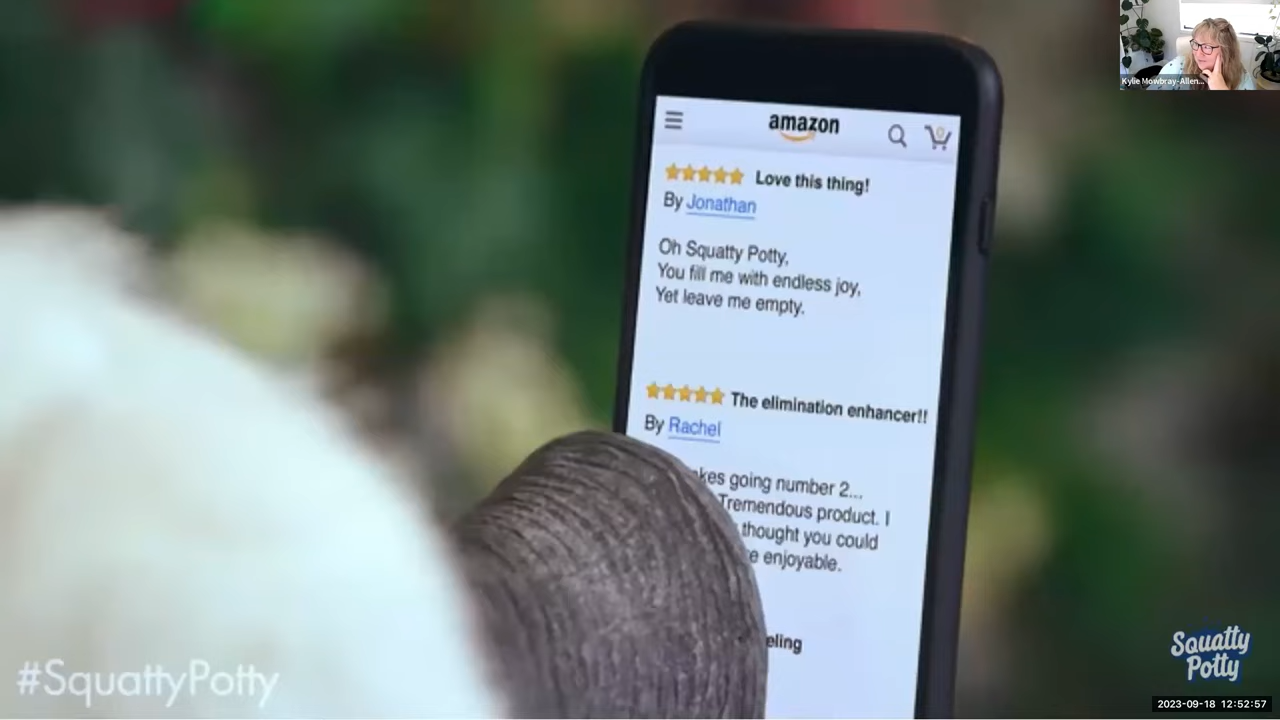 amazon
0
Love this thing!
By Jonathan
Oh Squatty Potty,
You fill me with endless joy,
Yet leave me empty.
The elimination enhancer!!
By Rachel
going number 2...
Tremendous product. I
thought you could
enjoyable.
#SquattyPotty
Squatty
Potty
Kylie Mowbray-Allen...
2023-09-18 12:52:57